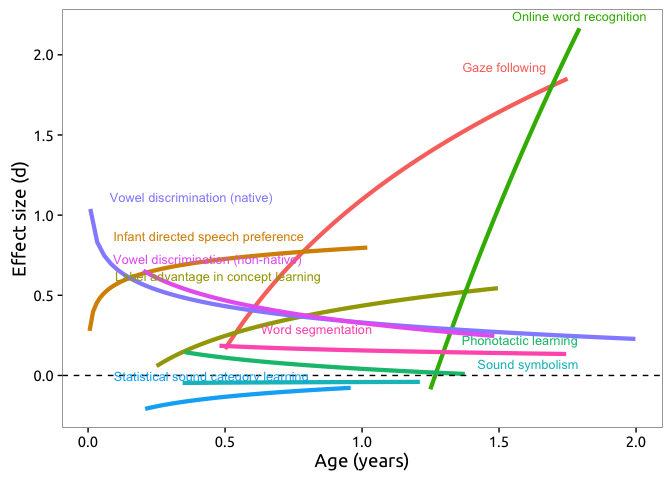 Online word recognition
Gaze following
Vowel discrimination (native)
Infant directed speech preference
Vowel discrimination (non-native)
Label advantage in concept learning
Word segmentation
Phonotactic learning
Sound symbolism
Statistical sound category learning
2.0
1.5
1.0
0.5
0.0
Effect size (d)
0.0 0.5 1.0 1.5 2.0
Age (years)